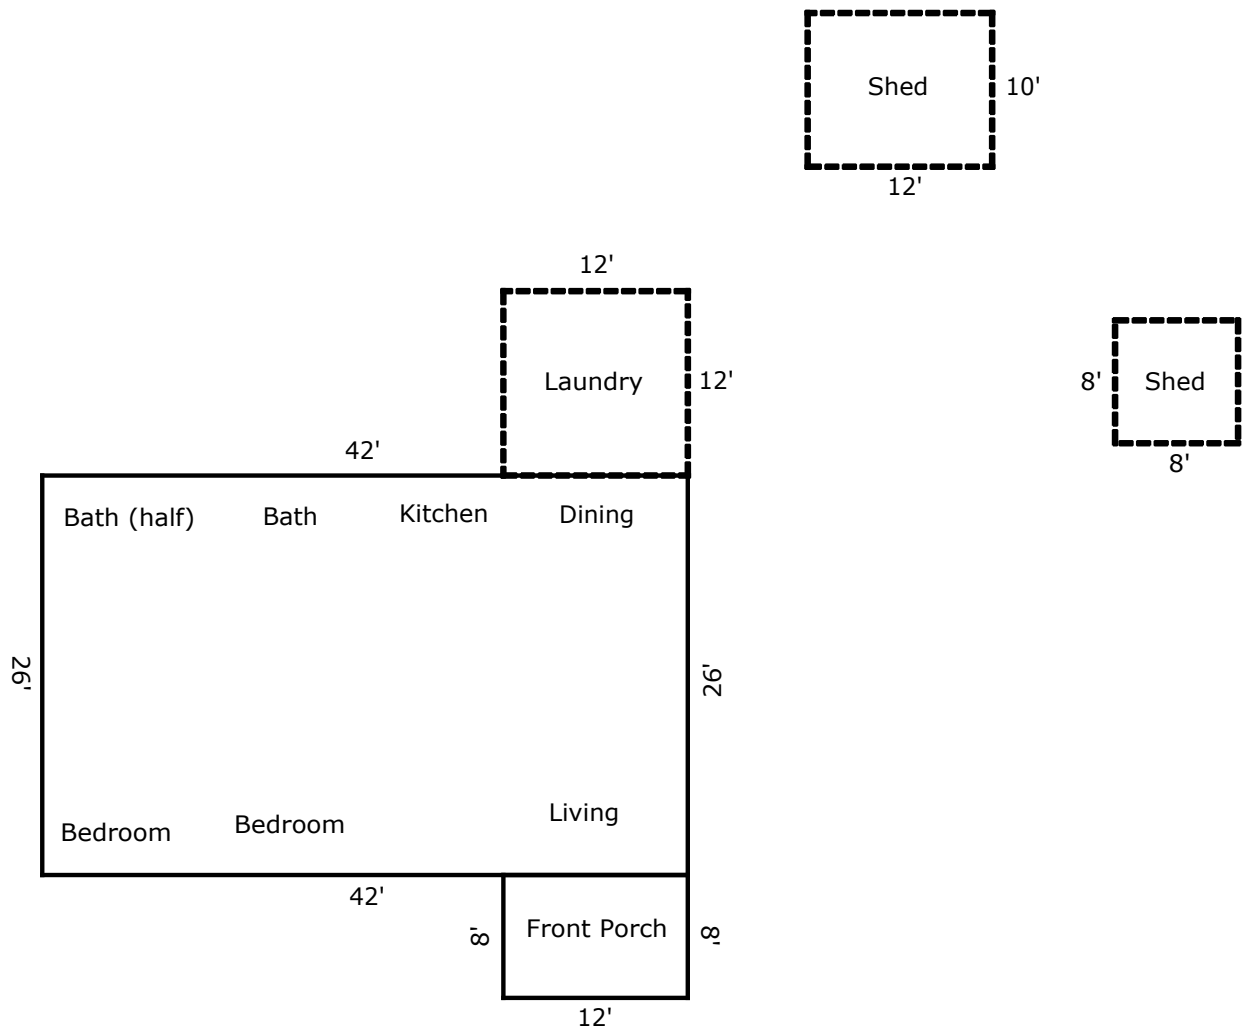 Shed
10'
12'
12'
Laundry
12'
8'
Shed
8'
42'
Bath (half)
Bath
Kitchen
Dining
26'
26'
Bedroom
Bedroom
Living
42'
8'
Front Porch
8'
12'